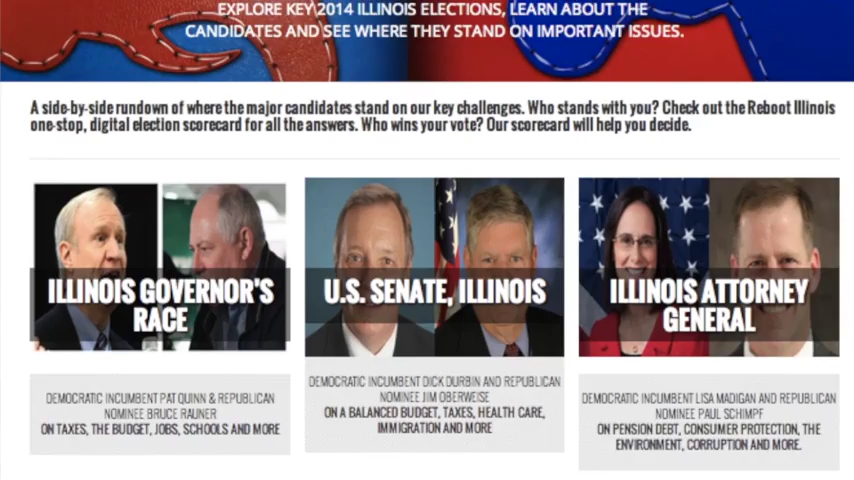 EXPLORE KEY 2014 ILLINOIS ELECTIONS, LEARN ABOUT THE
CANDIDATES AND SEE WHERE THEY STAND ON IMPORTANT ISSUES.
A side-by-side rundown of where the major candidates stand on our key challenges. Who stands with you? Check out the Reboot Illinois
one-stop, digital election scorecard for all the answers. Who wins your vote? Our scorecard will help you decide.
ILLINOIS GOVERNOR'S
RACE
DEMOCRATIC INCUMBENT PAT QUINN & REPUBLICAN
NOMINEE BRUCE RAUNER
ON TAXES, THE BUDGET, JOBS, SCHOOLS AND MORE
U.S. SENATE, ILLINOIS
DEMOCRATIC INCUMBENT DICK DURBIN AND REPUBLICAN
NOMINEE JIM OBERWEISE
ON A BALANCED BUDGET, TAXES, HEALTH CARE,
IMMIGRATION AND MORE
ILLINOIS ATTORNEY
GENERAL
DEMOCRATIC INCUMBENT LISA MADIGAN AND REPUBLICAN
NOMINEE PAUL SCHIMPF
ON PENSION DEBT, CONSUMER PROTECTION, THE
ENVIRONMENT, CORRUPTION AND MORE.